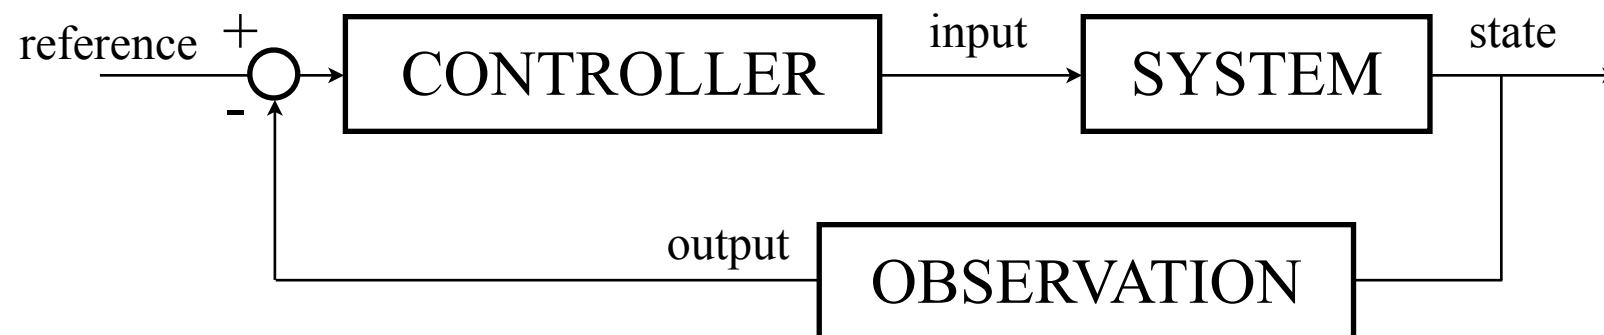 reference
+
-
CONTROLLER
input
SYSTEM
state
output
OBSERVATION